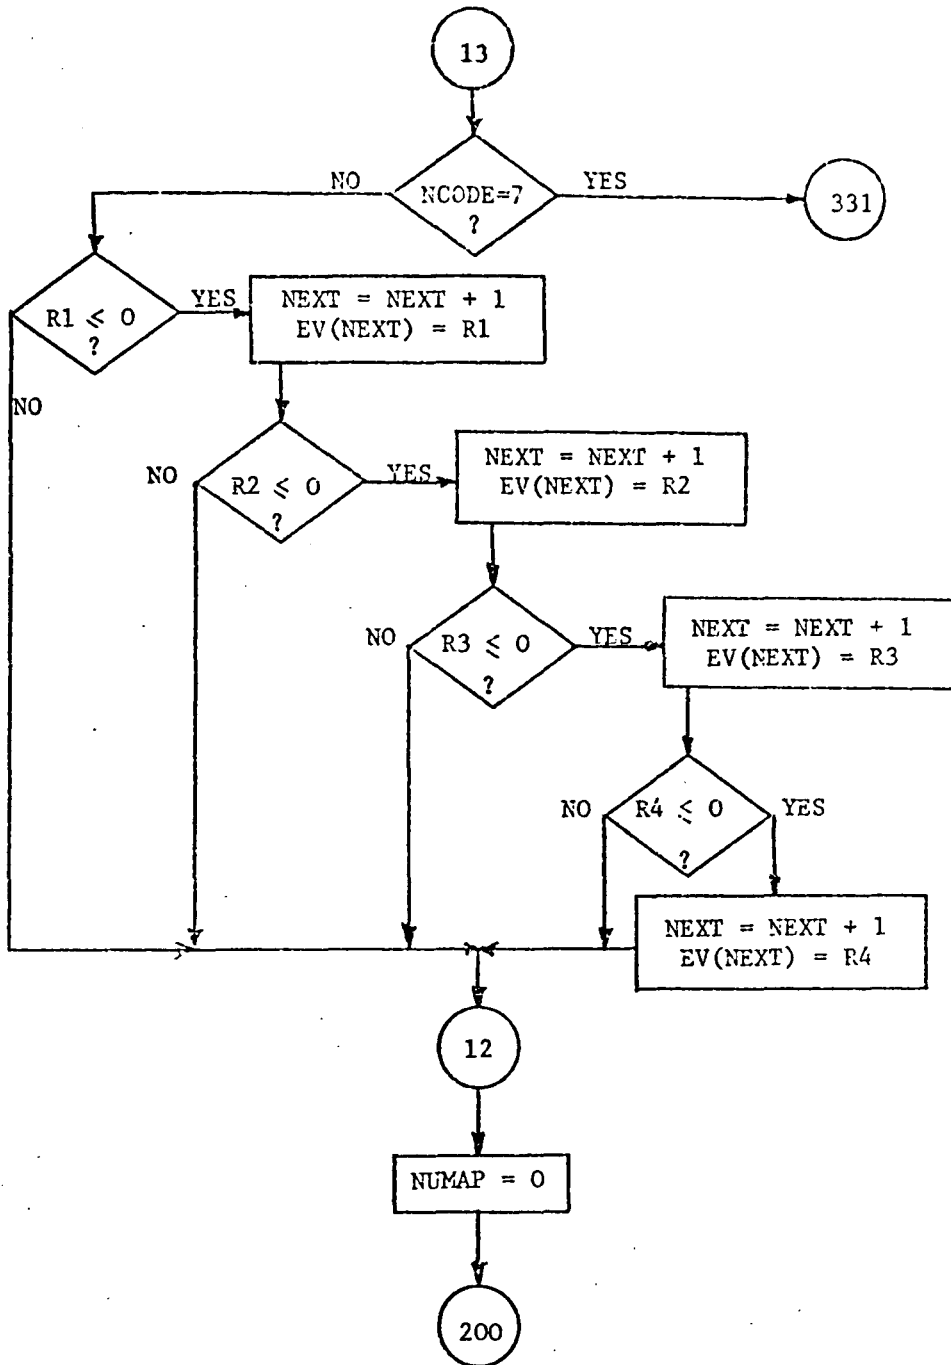 13
NO
NCODE=7
?
YES
331
R1 ≤ 0
?
YES
NEXT = NEXT + 1
EV(NEXT) = R1
NO
NO
R2 ≤ 0
?
YES
NEXT = NEXT + 1
EV(NEXT) = R2
NO
R3 ≤ 0
?
YES
NEXT = NEXT + 1
EV(NEXT) = R3
NO
R4 ≤ 0
?
YES
NEXT = NEXT + 1
EV(NEXT) = R4
12
NUMAP = 0
200